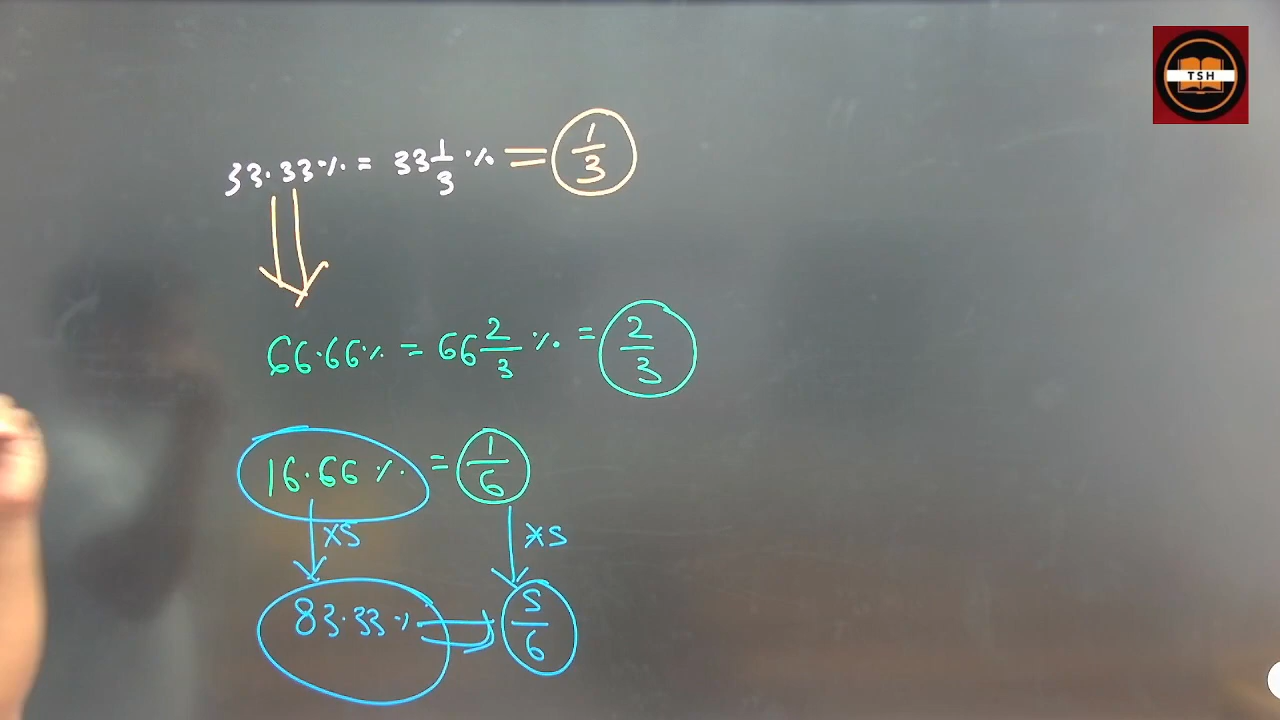 TSH
33.33% = 33 1/3 % = 1/3
66.66% = 66 2/3 % = 2/3
16.66% = 1/6
×5 ×5
83.33% 5/6